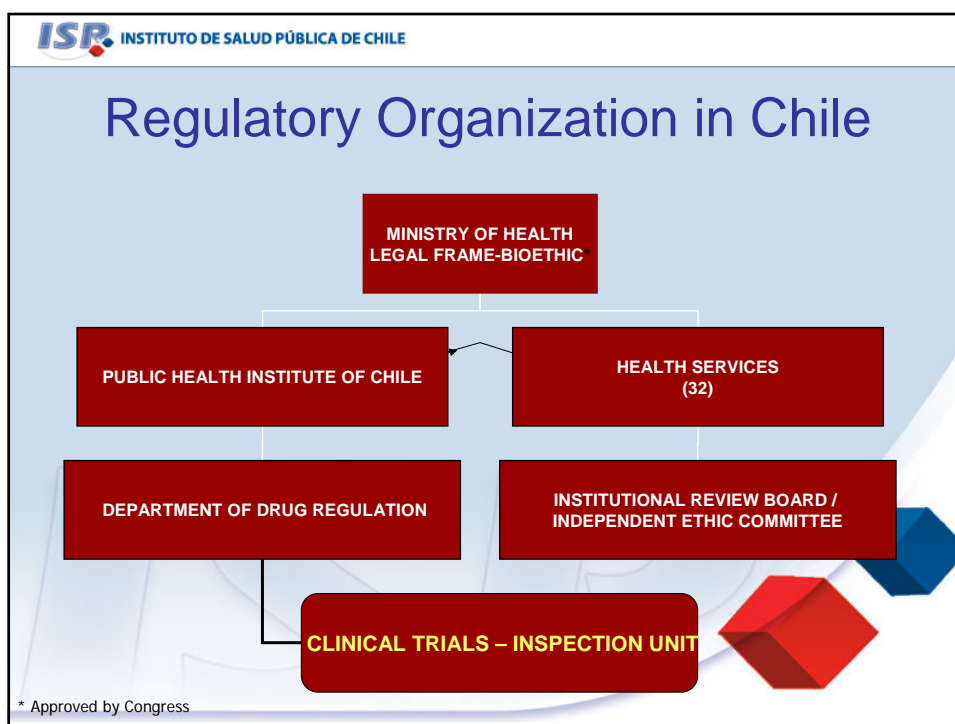 ISP INSTITUTO DE SALUD PÚBLICA DE CHILE
Regulatory Organization in Chile
MINISTRY OF HEALTH
LEGAL FRAME-BIOETHIC*
PUBLIC HEALTH INSTITUTE OF CHILE
HEALTH SERVICES
(32)
DEPARTMENT OF DRUG REGULATION
INSTITUTIONAL REVIEW BOARD /
INDEPENDENT ETHIC COMMITTEE
CLINICAL TRIALS – INSPECTION UNIT
* Approved by Congress